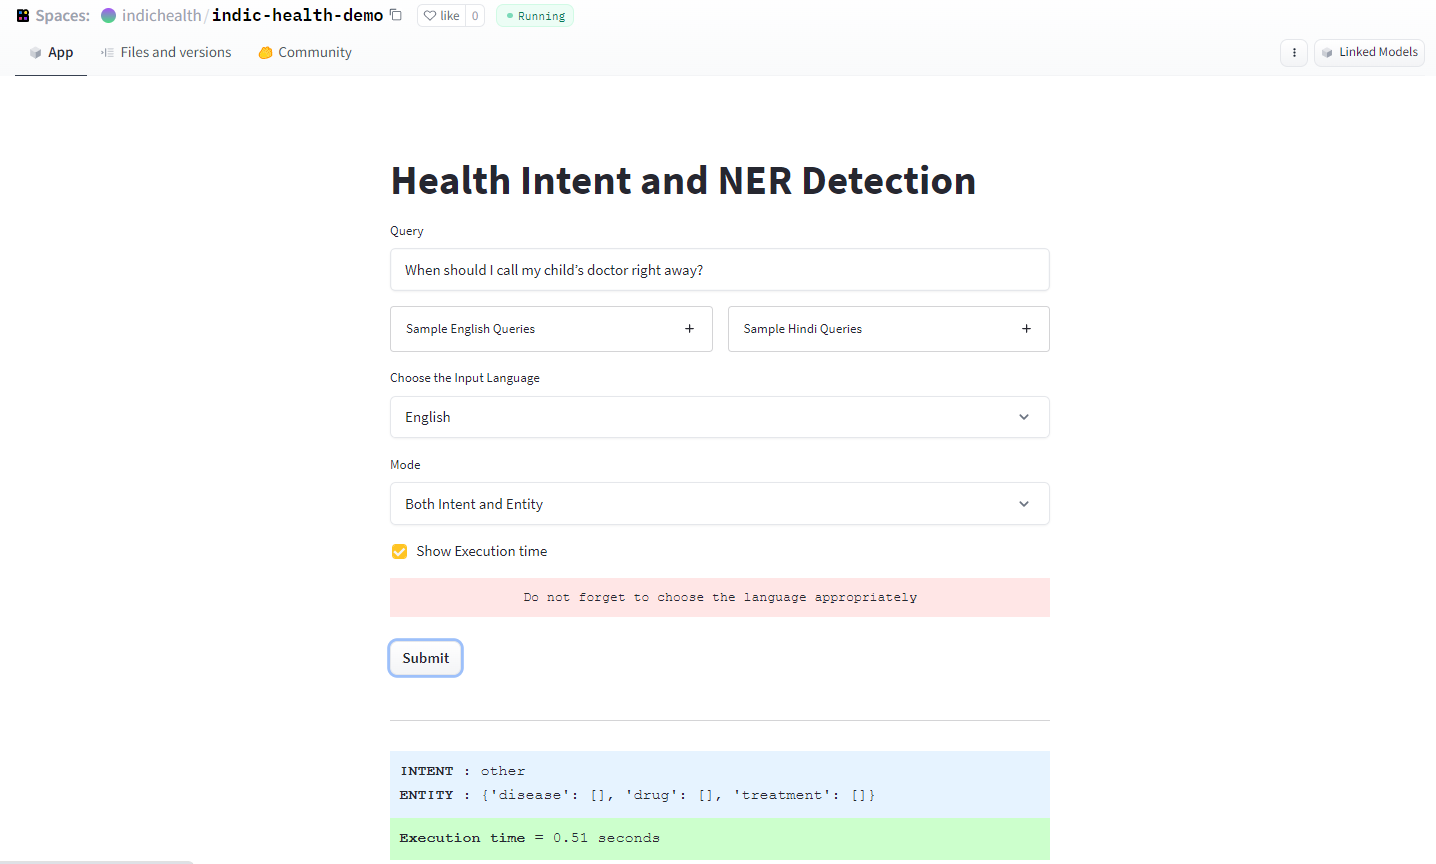 Spaces: indichealth/indic-health-demo like 0 Running
App Files and versions Community Linked Models
Health Intent and NER Detection
Query
When should I call my child’s doctor right away?
Sample English Queries + Sample Hindi Queries +
Choose the Input Language
English
Mode
Both Intent and Entity
Show Execution time
Do not forget to choose the language appropriately
Submit
INTENT : other
ENTITY : {'disease': [], 'drug': [], 'treatment': []}
Execution time = 0.51 seconds